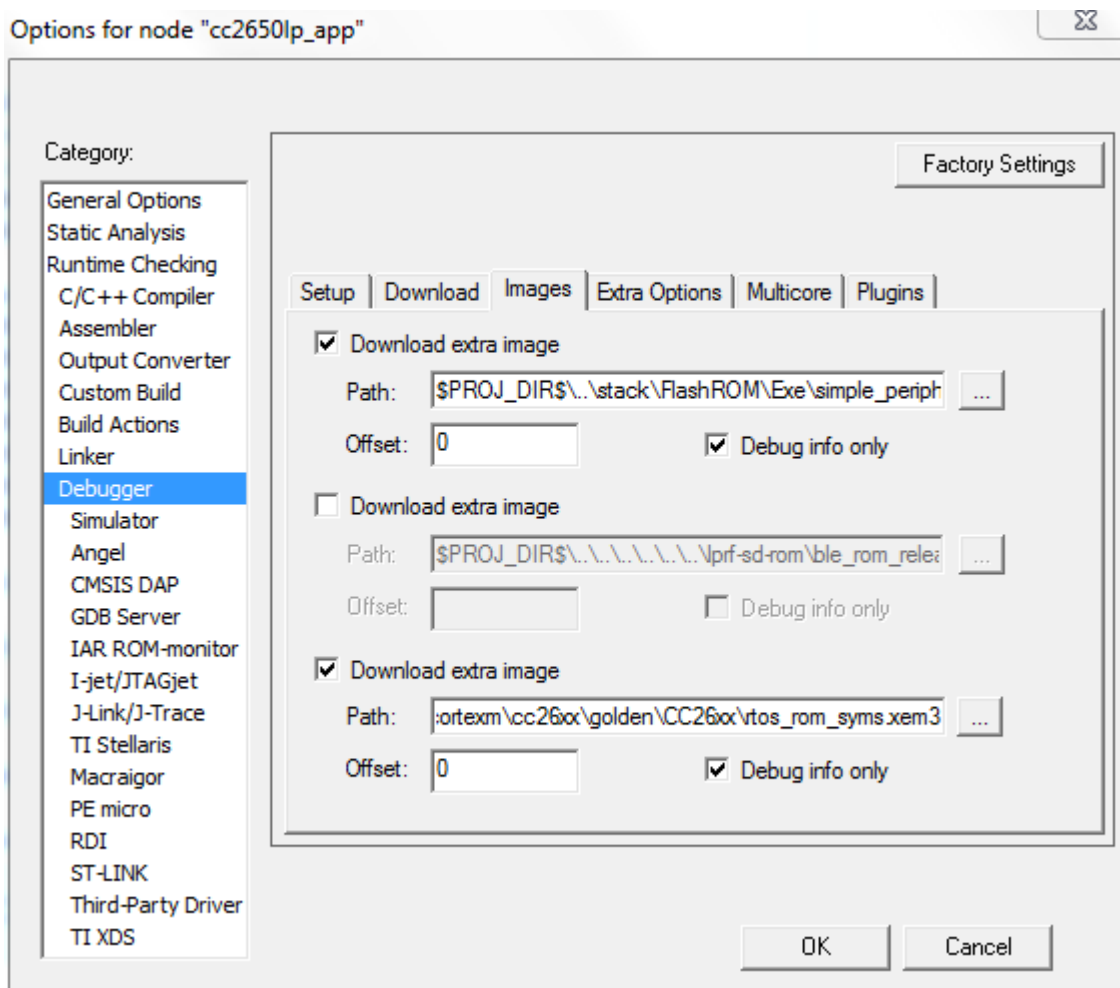 Options for node "cc2650lp_app"
Category:
General Options
Static Analysis
Runtime Checking
C/C++ Compiler
Assembler
Output Converter
Custom Build
Build Actions
Linker
Debugger
Simulator
Angel
CMSIS DAP
GDB Server
IAR ROM-monitor
I-jet/JTAGjet
J-Link/J-Trace
TI Stellaris
Macraigor
PE micro
RDI
ST-LINK
Third-Party Driver
TI XDS
Factory Settings
Setup Download Images Extra Options Multicore Plugins
Download extra image
Path: $PROJ_DIR$\..\stack\FlashROM\Exe\simple_periph ...
Offset: 0 Debug info only
Download extra image
Path: $PROJ_DIR$\..\..\..\..\..\..\lprf-sd-rom\ble_rom_relea ...
Offset: Debug info only
Download extra image
Path: cortexm\cc26xx\golden\CC26xx\rtos_rom_syms.xem3 ...
Offset: 0 Debug info only
OK Cancel